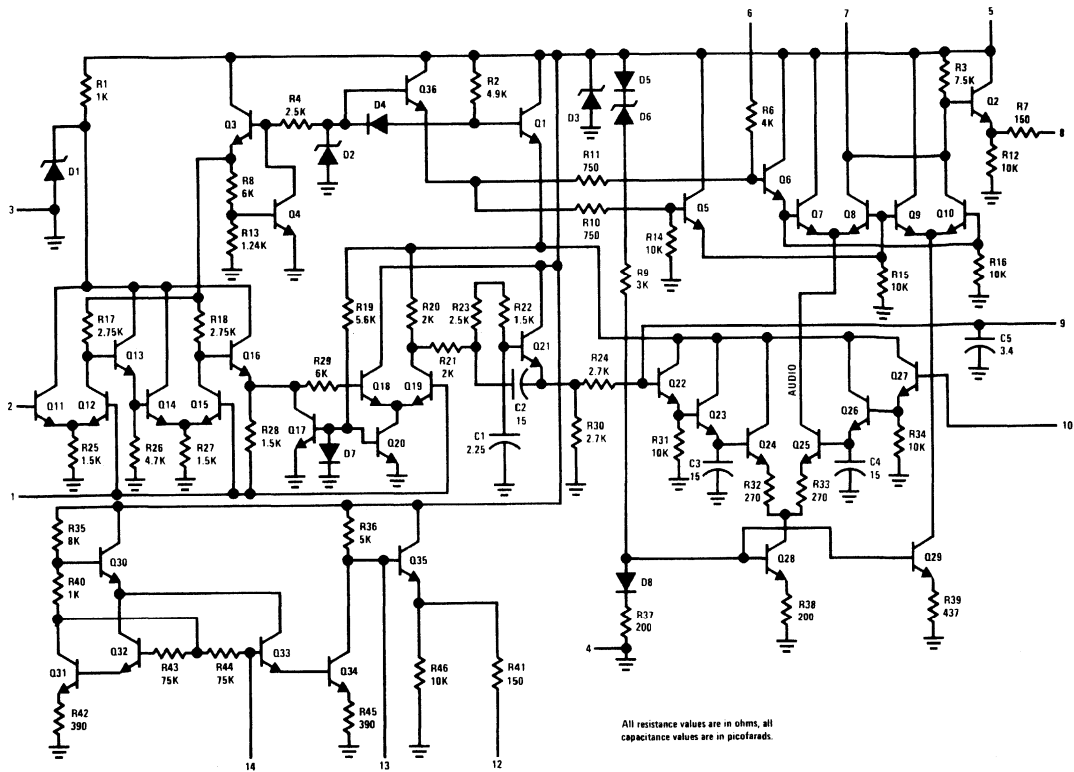 6 7 5
R1
1K
Q3
R4
2.5K
D4
Q36
R2
4.9K
Q1
D3
D5
D6
R6
4K
R3
7.5K
Q2
R7
150
8
D1
D2
R8
6K
Q4
R13
1.24K
R11
750
R10
750
R14
10K
Q5
Q6
Q7
Q8
Q9
Q10
R12
10K
R15
10K
R16
10K
3
R9
3K
R17
2.75K
Q13
R18
2.75K
Q16
R19
5.6K
R20
2K
R23
2.5K
R22
1.5K
Q21
R21
2K
R29
6K
R24
2.7K
9
C5
3.4
2
Q11
Q12
Q14
Q15
Q18
Q19
C2
15
Q22
Q23
AUDIO
Q26
Q27
10
R25
1.5K
R26
4.7K
R27
1.5K
R28
1.5K
Q17
D7
Q20
C1
2.25
R30
2.7K
R31
10K
C3
15
Q24
Q25
C4
15
R34
10K
R32
270
R33
270
1
R35
8K
Q30
R36
5K
Q35
Q28
Q29
R40
1K
D8
R37
200
R38
200
R39
437
4
Q31
Q32
R43
75K
R44
75K
Q33
Q34
R46
10K
R41
150
R42
390
R45
390
14 13 12
All resistance values are in ohms, all
capacitance values are in picofarads.